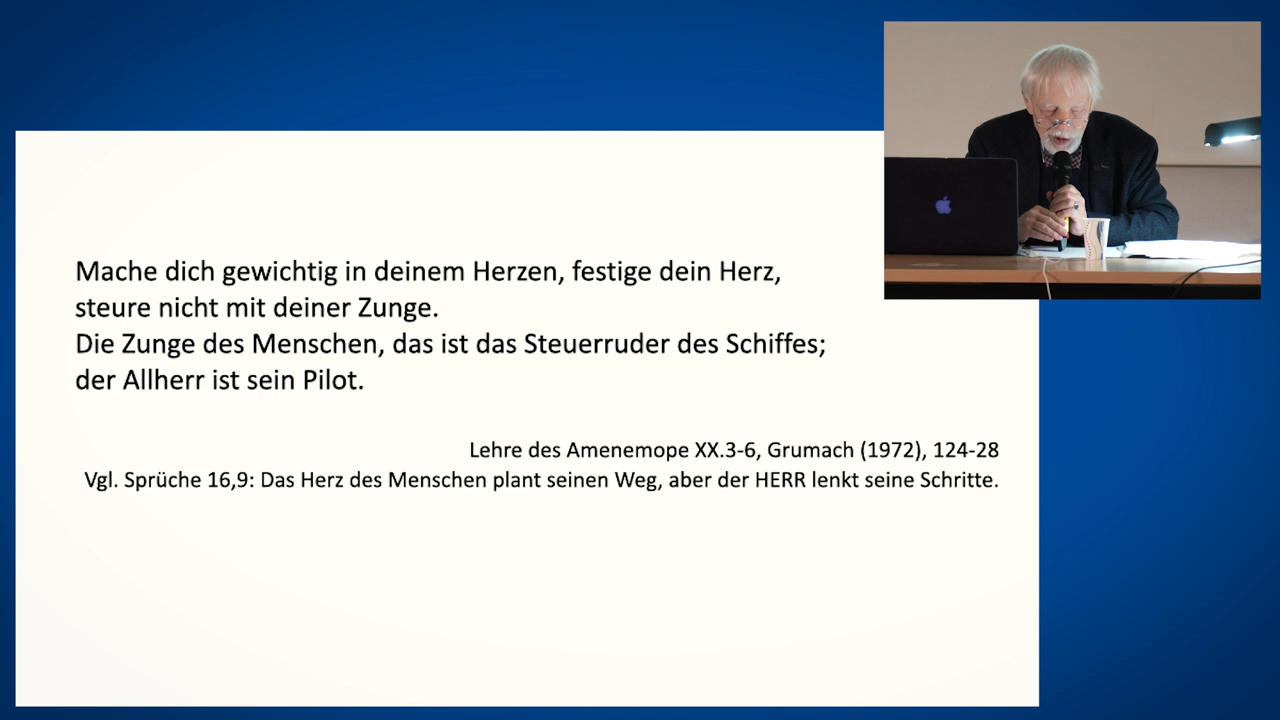 Mache dich gewichtig in deinem Herzen, festige dein Herz,
steure nicht mit deiner Zunge.
Die Zunge des Menschen, das ist das Steuerruder des Schiffes;
der Allherr ist sein Pilot.
Lehre des Amenemope XX.3-6, Grumach (1972), 124-28
Vgl. Sprüche 16,9: Das Herz des Menschen plant seinen Weg, aber der HERR lenkt seine Schritte.